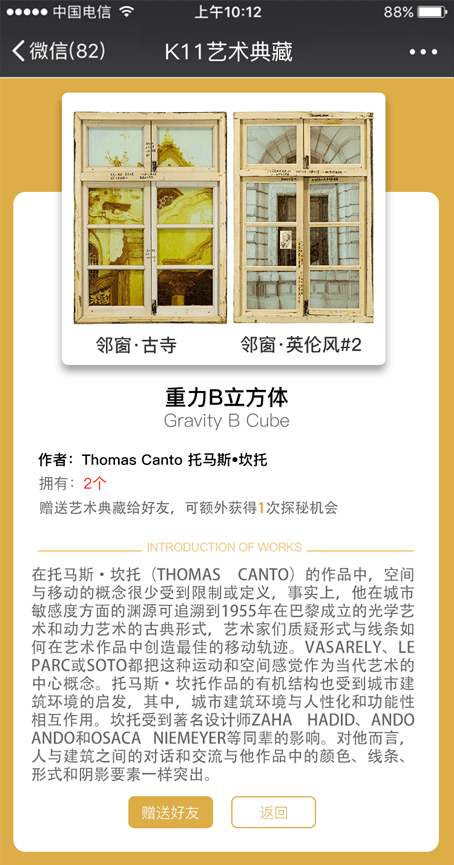 中国电信 上午10:12 88%
微信(82) K11艺术典藏
邻窗·古寺 邻窗·英伦风#2
重力B立方体
Gravity B Cube
作者：Thomas Canto 托马斯•坎托
拥有：2个
赠送艺术典藏给好友，可额外获得1次探秘机会
INTRODUCTION OF WORKS
在托马斯·坎托（THOMAS CANTO）的作品中，空间
与移动的概念很少受到限制或定义，事实上，他在城市
敏感度方面的渊源可追溯到1955年在巴黎成立的光学艺
术和动力艺术的古典形式，艺术家们质疑形式与线条如
何在艺术作品中创造最佳的移动轨迹。VASARELY、LE
PARC或SOTO都把这种运动和空间感觉作为当代艺术的
中心概念。托马斯·坎托作品的有机结构也受到城市建
筑环境的启发，其中，城市建筑环境与人性化和功能性
相互作用。坎托受到著名设计师ZAHA HADID、ANDO
ANDO和OSACA NIEMEYER等同辈的影响。对他而言，
人与建筑之间的对话和交流与他作品中的颜色、线条、
形式和阴影要素一样突出。
赠送好友 返回